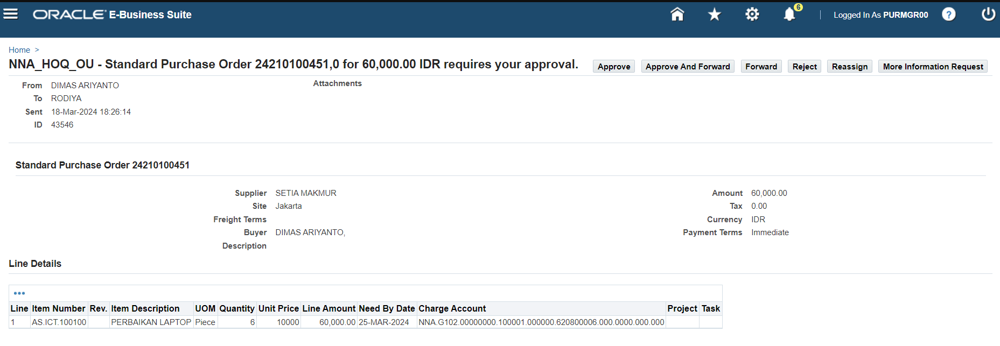 ORACLE E-Business Suite 6 Logged In As PURMGR00 ?
Home >
NNA_HOQ_OU - Standard Purchase Order 24210100451,0 for 60,000.00 IDR requires your approval. Approve Approve And Forward Forward Reject Reassign More Information Request
From DIMAS ARIYANTO Attachments
To RODIYA
Sent 18-Mar-2024 18:26:14
ID 43546
Standard Purchase Order 24210100451
Supplier SETIA MAKMUR Amount 60,000.00
Site Jakarta Tax 0.00
Freight Terms Currency IDR
Buyer DIMAS ARIYANTO, Payment Terms Immediate
Description
Line Details
Line Item Number Rev. Item Description UOM Quantity Unit Price Line Amount Need By Date Charge Account Project Task
1 AS.ICT.100100 PERBAIKAN LAPTOP Piece 6 10000 60,000.00 25-MAR-2024 NNA.G102.00000000.100001.000000.620800006.000.0000.000.000